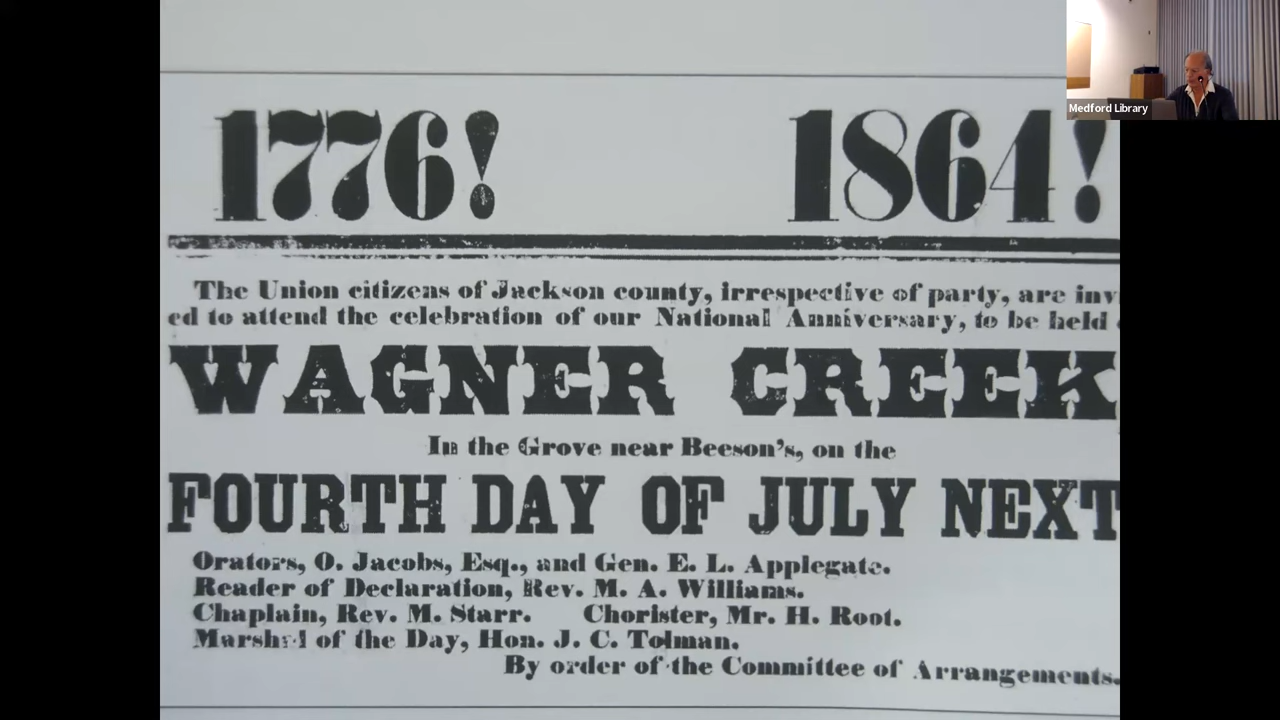 1776! 1864!
Medford Library
The Union citizens of Jackson county, irrespective of party, are inv
ed to attend the celebration of our National Anniversary, to be held
WAGNER CREEK
In the Grove near Beeson's, on the
FOURTH DAY OF JULY NEXT
Orators, O. Jacobs, Esq., and Gen. E. L. Applegate.
Reader of Declaration, Rev. M. A. Williams.
Chaplain, Rev. M. Starr. Chorister, Mr. H. Root.
Marshal of the Day, Hon. J. C. Tolman.
By order of the Committee of Arrangements.